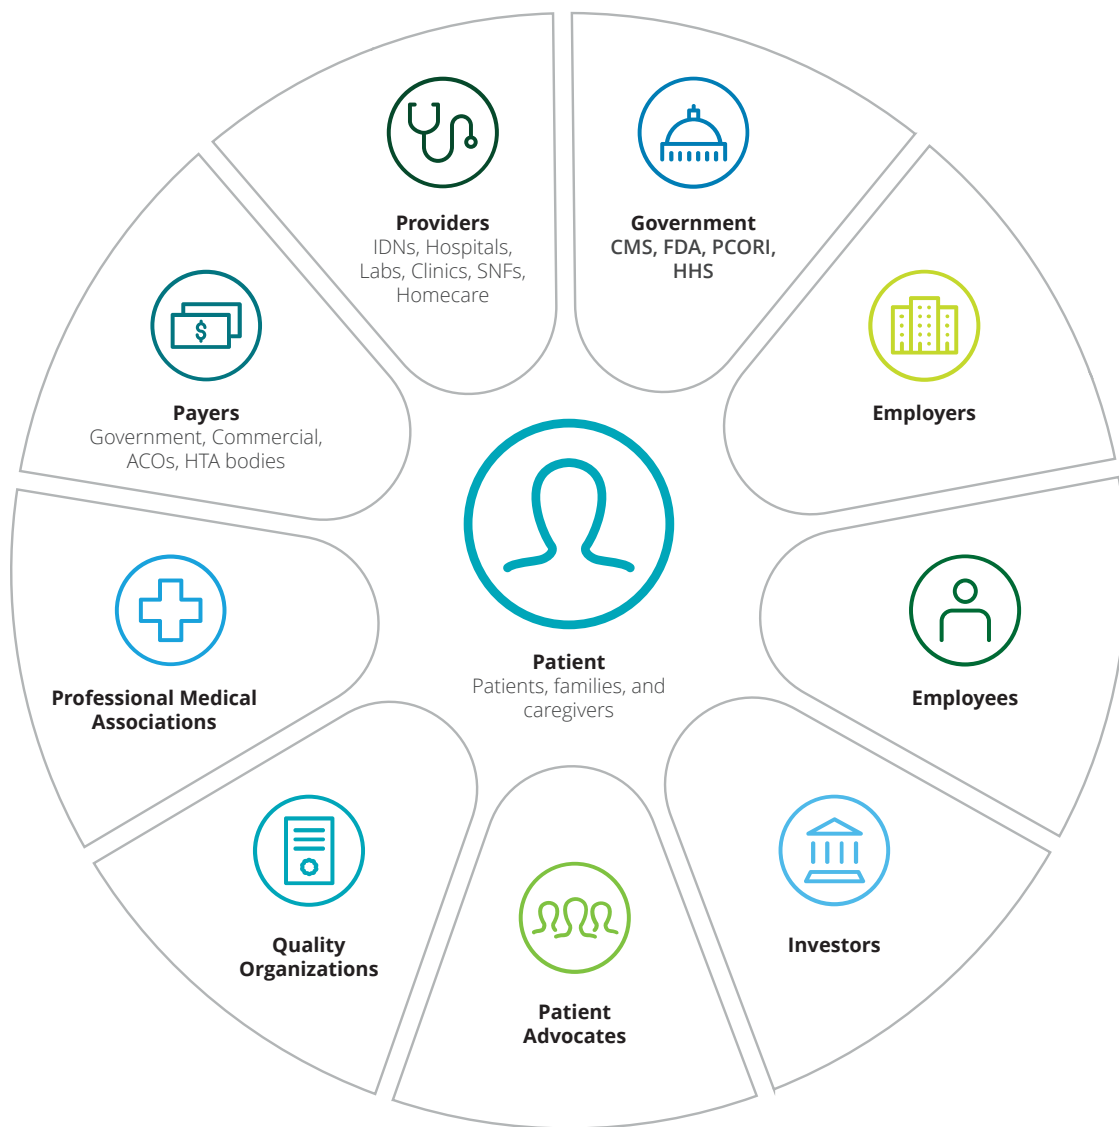 Providers
IDNs, Hospitals,
Labs, Clinics, SNFs,
Homecare
Government
CMS, FDA, PCORI,
HHS
Employers
Employees
Investors
Patient
Advocates
Quality
Organizations
Professional Medical
Associations
Payers
Government, Commercial,
ACOs, HTA bodies
$
Patient
Patients, families, and
caregivers